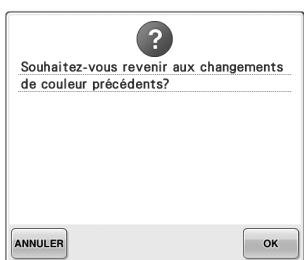 ?
Souhaitez-vous revenir aux changements
de couleur précédents?
ANNULER
OK